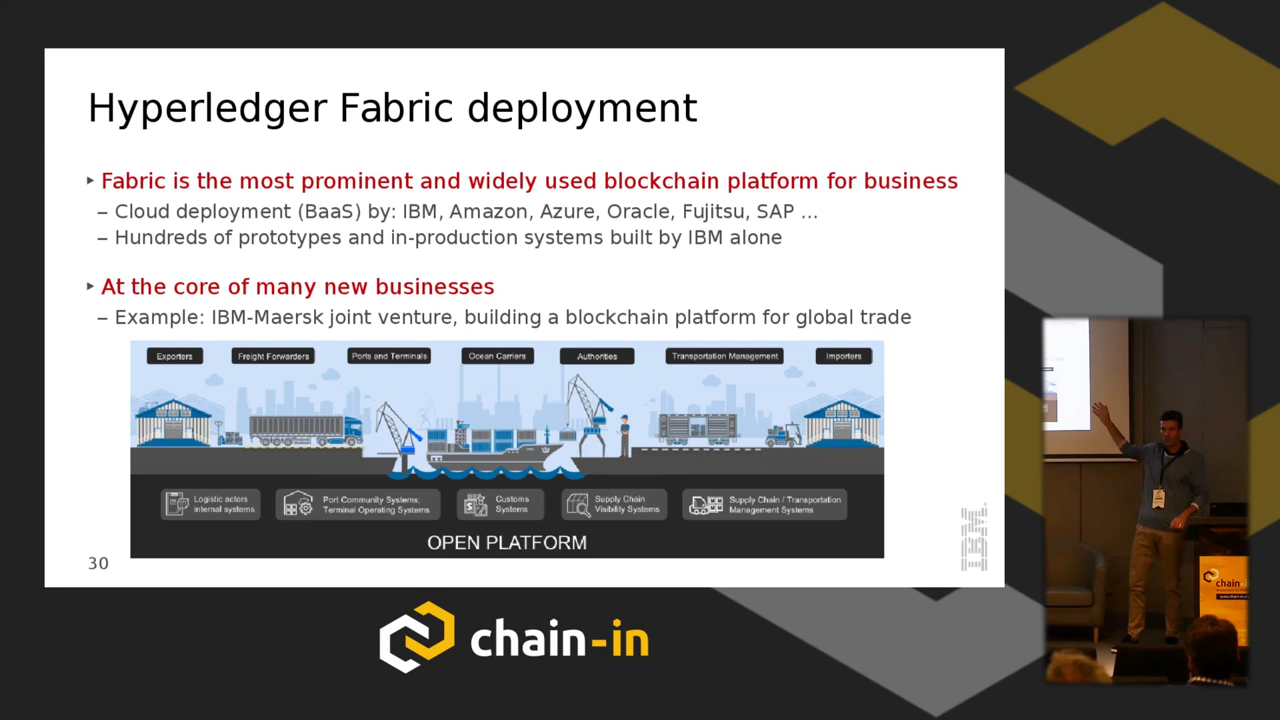 Hyperledger Fabric deployment
‣ Fabric is the most prominent and widely used blockchain platform for business
– Cloud deployment (BaaS) by: IBM, Amazon, Azure, Oracle, Fujitsu, SAP ...
– Hundreds of prototypes and in-production systems built by IBM alone
‣ At the core of many new businesses
– Example: IBM-Maersk joint venture, building a blockchain platform for global trade
Exporters
Freight Forwarders
Ports and Terminals
Ocean Carriers
Authorities
Transportation Management
Importers
Logistic actors
internal systems
Port Community Systems;
Terminal Operating Systems
Customs
Systems
Supply Chain
Visibility Systems
Supply Chain / Transportation
Management Systems
OPEN PLATFORM
30
IBM
chain-in
chain-in